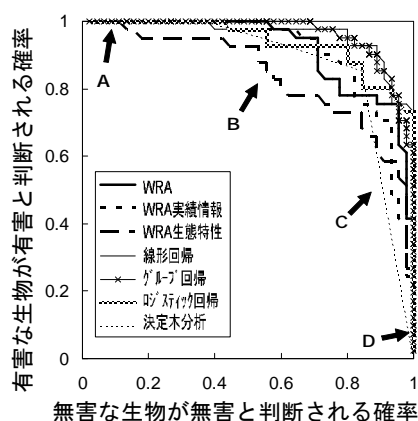 有害な生物が有害と判断される確率
1
0.8
0.6
0.4
0.2
0
A
B
C
D
WRA
WRA実績情報
WRA生態特性
線形回帰
グループ回帰
ロジスティック回帰
決定木分析
0 0.2 0.4 0.6 0.8 1
無害な生物が無害と判断される確率